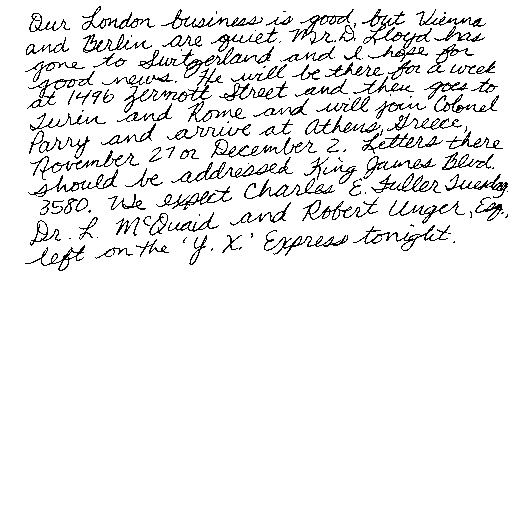 Our London business is good, but Vienna
and Berlin are quiet. Mr. D. Lloyd has
gone to Switzerland and I hope for
good news. He will be there for a week
at 1496 Zermott Street and then goes to
Turin and Rome and will join Colonel
Parry and arrive at Athens, Greece,
November 27 or December 2. Letters there
should be addressed King James Blvd.
3580. We expect Charles E. Fuller Tuesday.
Dr. L. McQuaid and Robert Unger, Esq.,
left on the 'Y. X.' Express tonight.